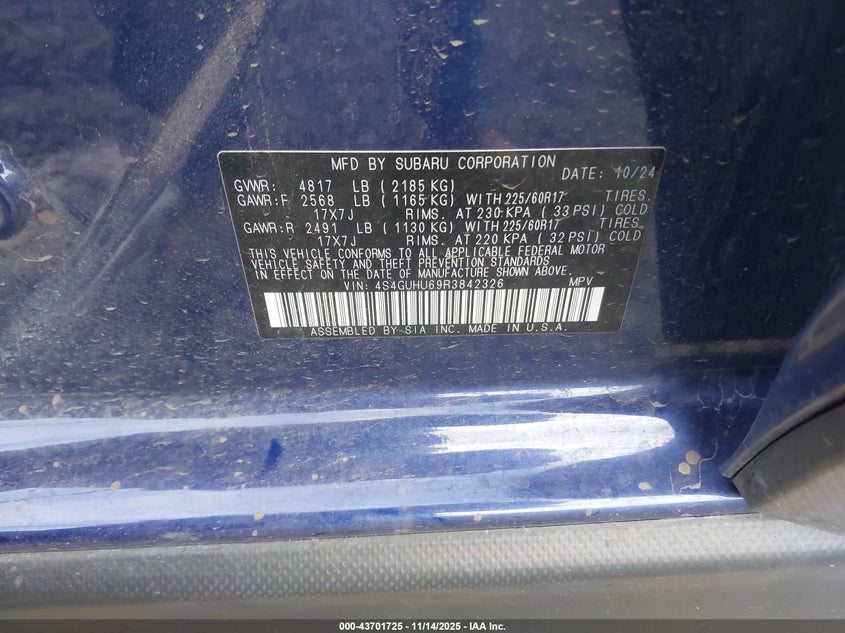 MFD BY SUBARU CORPORATION DATE: 10/24
GVWR: 4817 LB (2185 KG)
GAWR:F 2568 LB (1165 KG) WITH 225/60R17 TIRES.
17X7J RIMS. AT 230 KPA (33 PSI) COLD
GAWR:R 2491 LB (1130 KG) WITH 225/60R17 TIRES.
17X7J RIMS. AT 220 KPA (32 PSI) COLD
THIS VEHICLE CONFORMS TO ALL APPLICABLE FEDERAL MOTOR
VEHICLE SAFETY AND THEFT PREVENTION STANDARDS
IN EFFECT ON THE DATE OF MANUFACTURE SHOWN ABOVE.
VIN: 4S4GUHU69R3842326 MPV
ASSEMBLED BY SIA INC. MADE IN U.S.A.
000-43701725 | 11/14/2025 — IAA Inc.